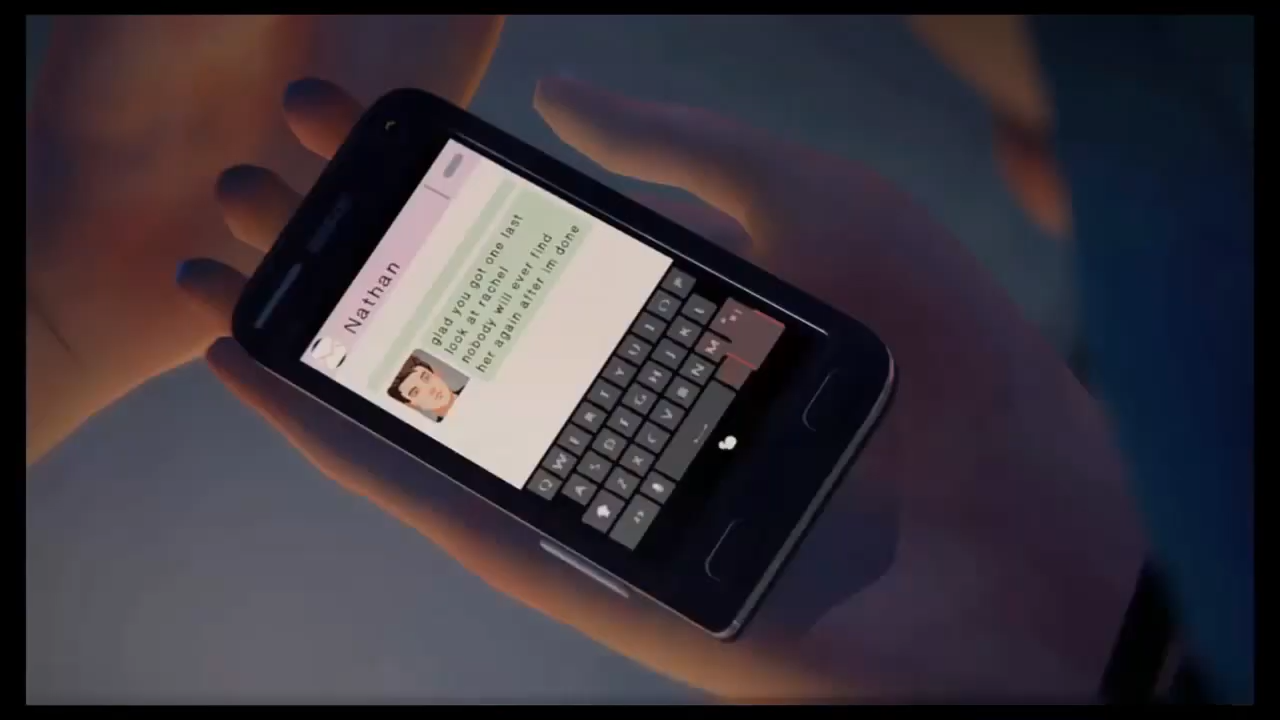 Nathan
glad you got one last
look at rachel
nobody will ever find
her again after im done